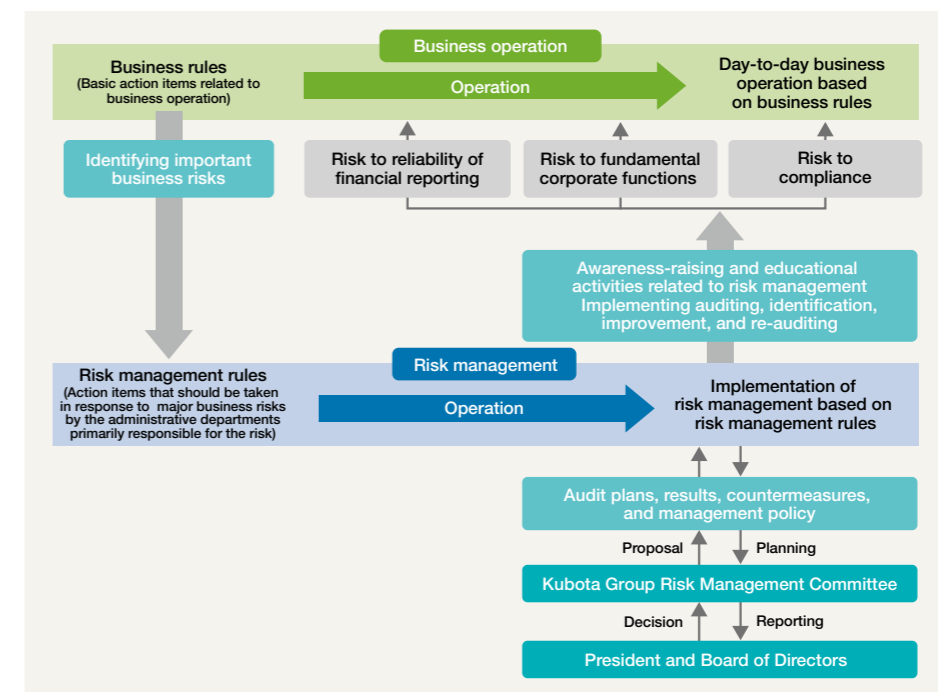 Business operation
Business rules
(Basic action items related to
business operation)
Operation
Day-to-day business
operation based
on business rules
Identifying important
business risks
Risk to reliability of
financial reporting
Risk to fundamental
corporate functions
Risk to
compliance
Awareness-raising and educational
activities related to risk management
Implementing auditing, identification,
improvement, and re-auditing
Risk management
Risk management rules
(Action items that should be taken
in response to major business risks
by the administrative departments
primarily responsible for the risk)
Operation
Implementation of
risk management based on
risk management rules
Audit plans, results, countermeasures,
and management policy
Proposal
Planning
Kubota Group Risk Management Committee
Decision
Reporting
President and Board of Directors